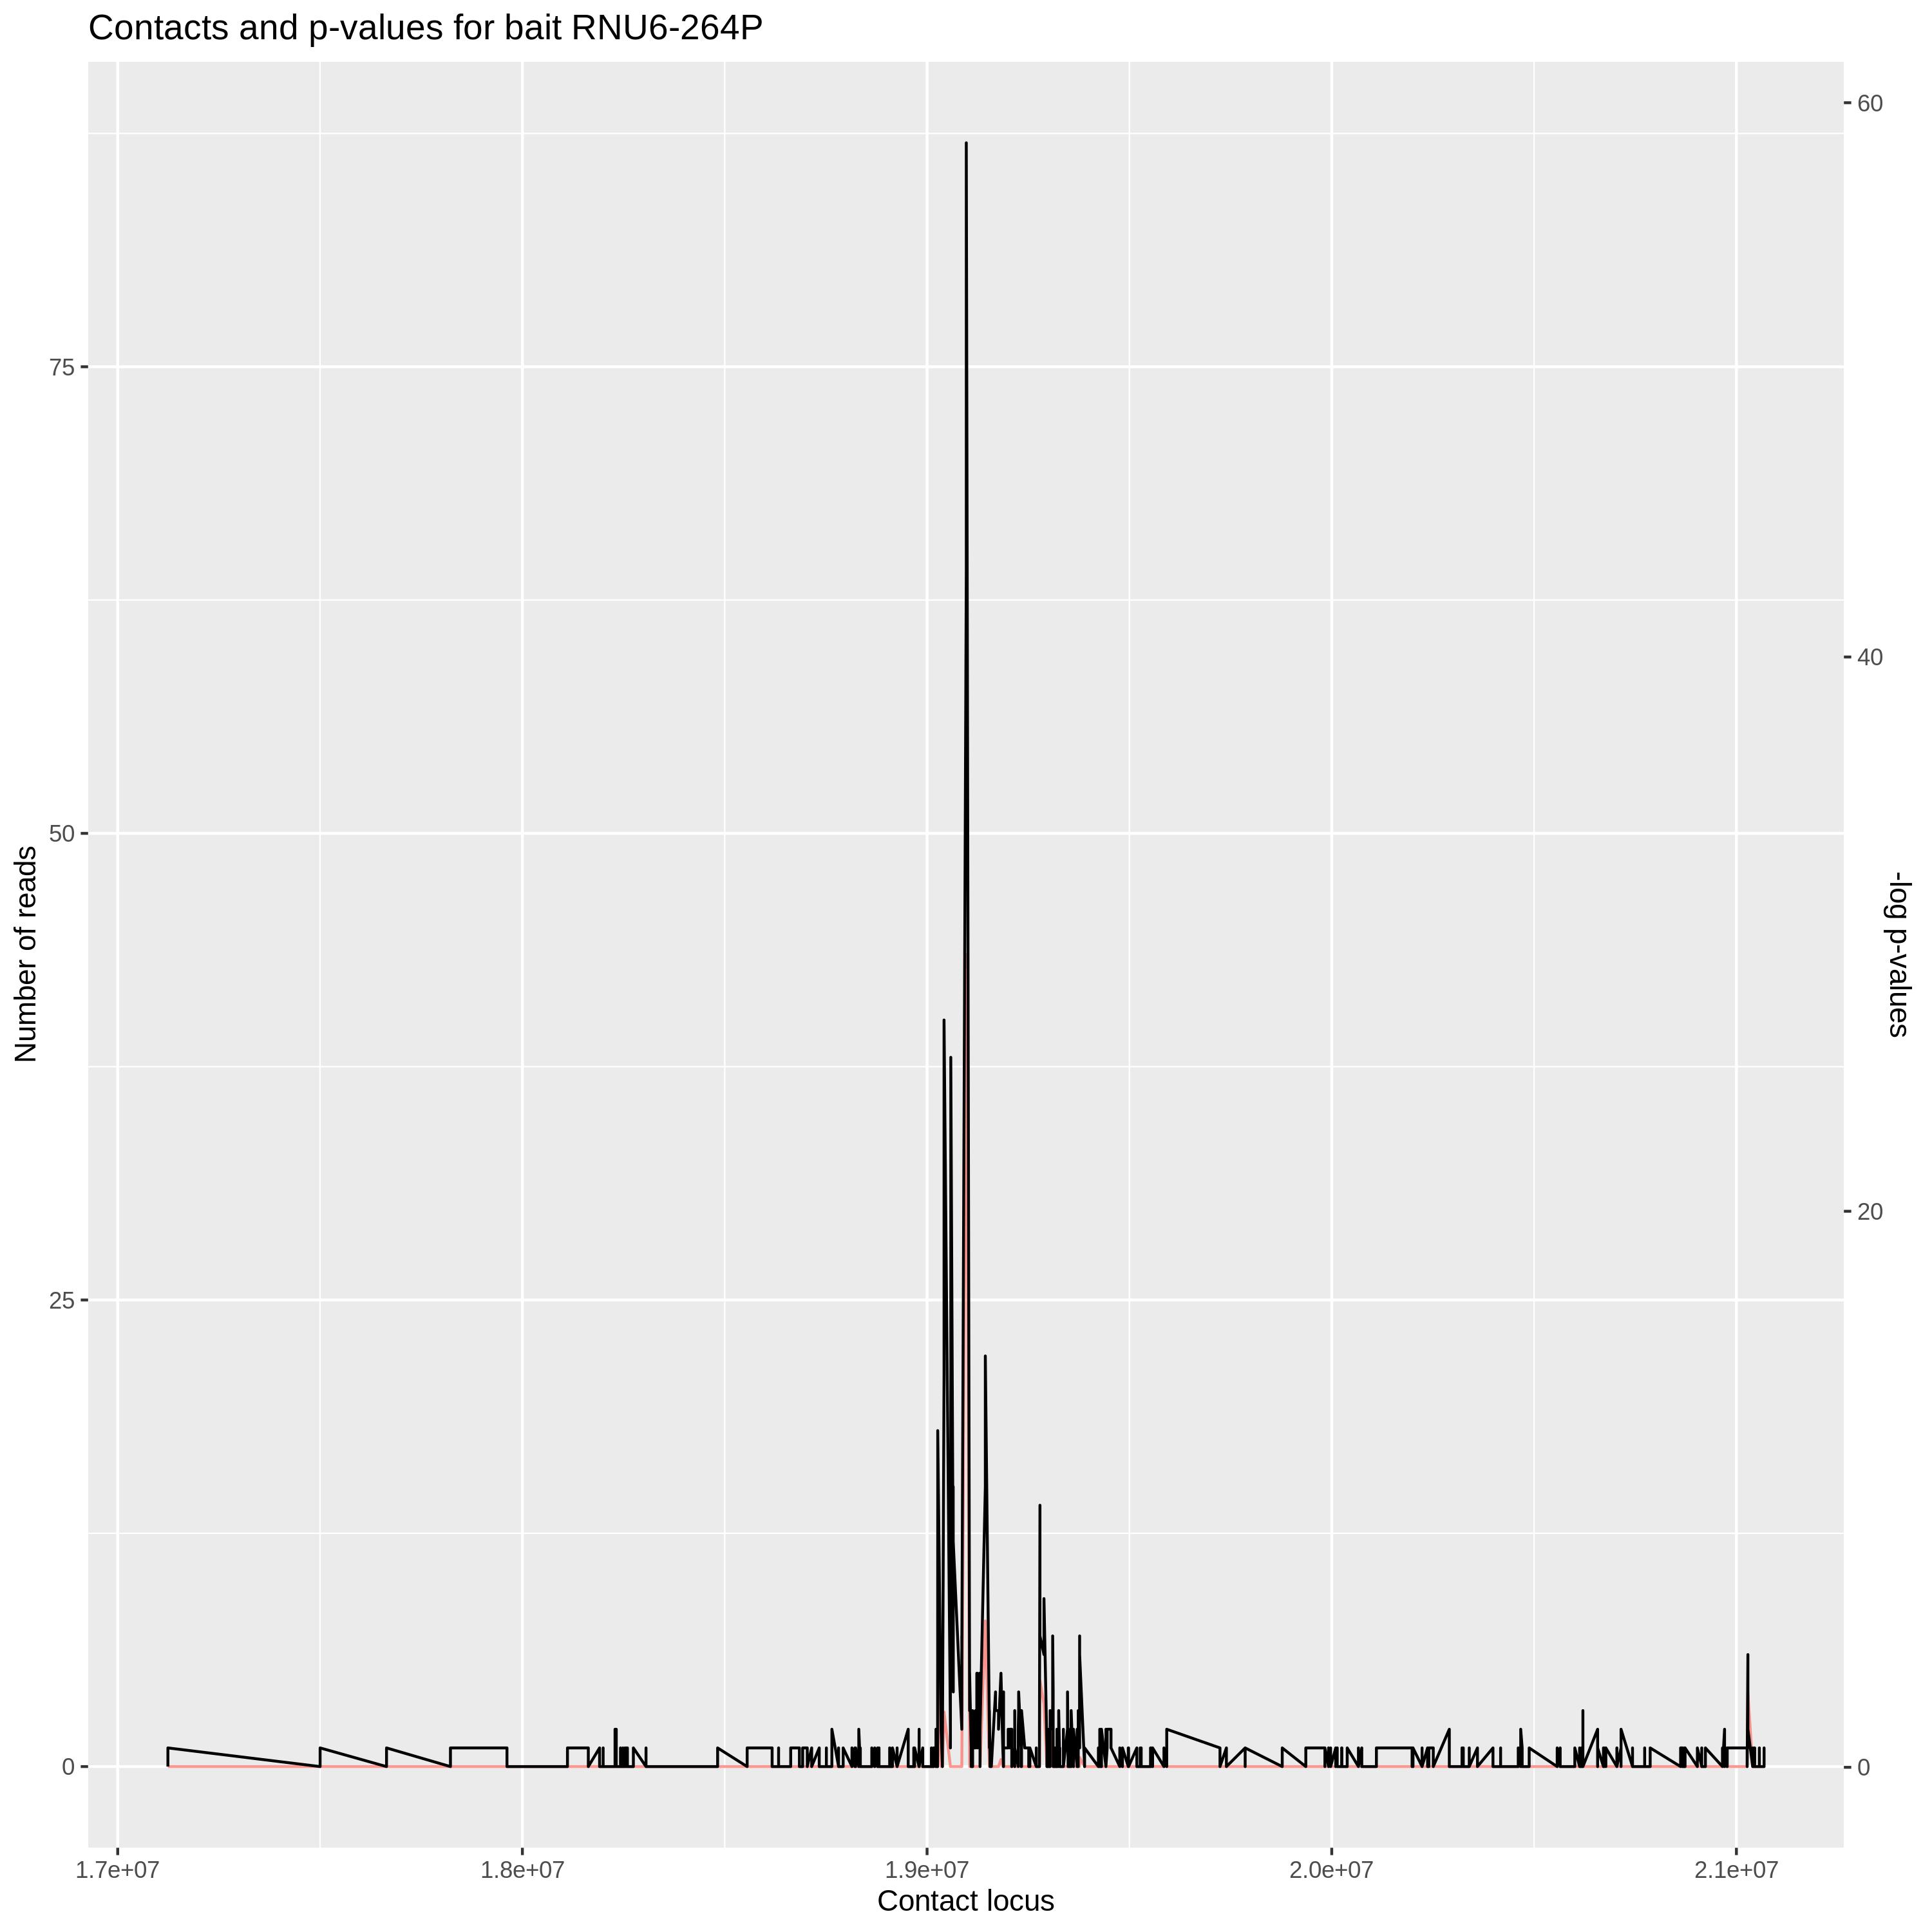 Contacts and p-values for bait RNU6-264P
60
75
40
50
Number of reads
-log p-values
20
25
0
0
1.7e+07
1.8e+07
1.9e+07
2.0e+07
2.1e+07
Contact locus